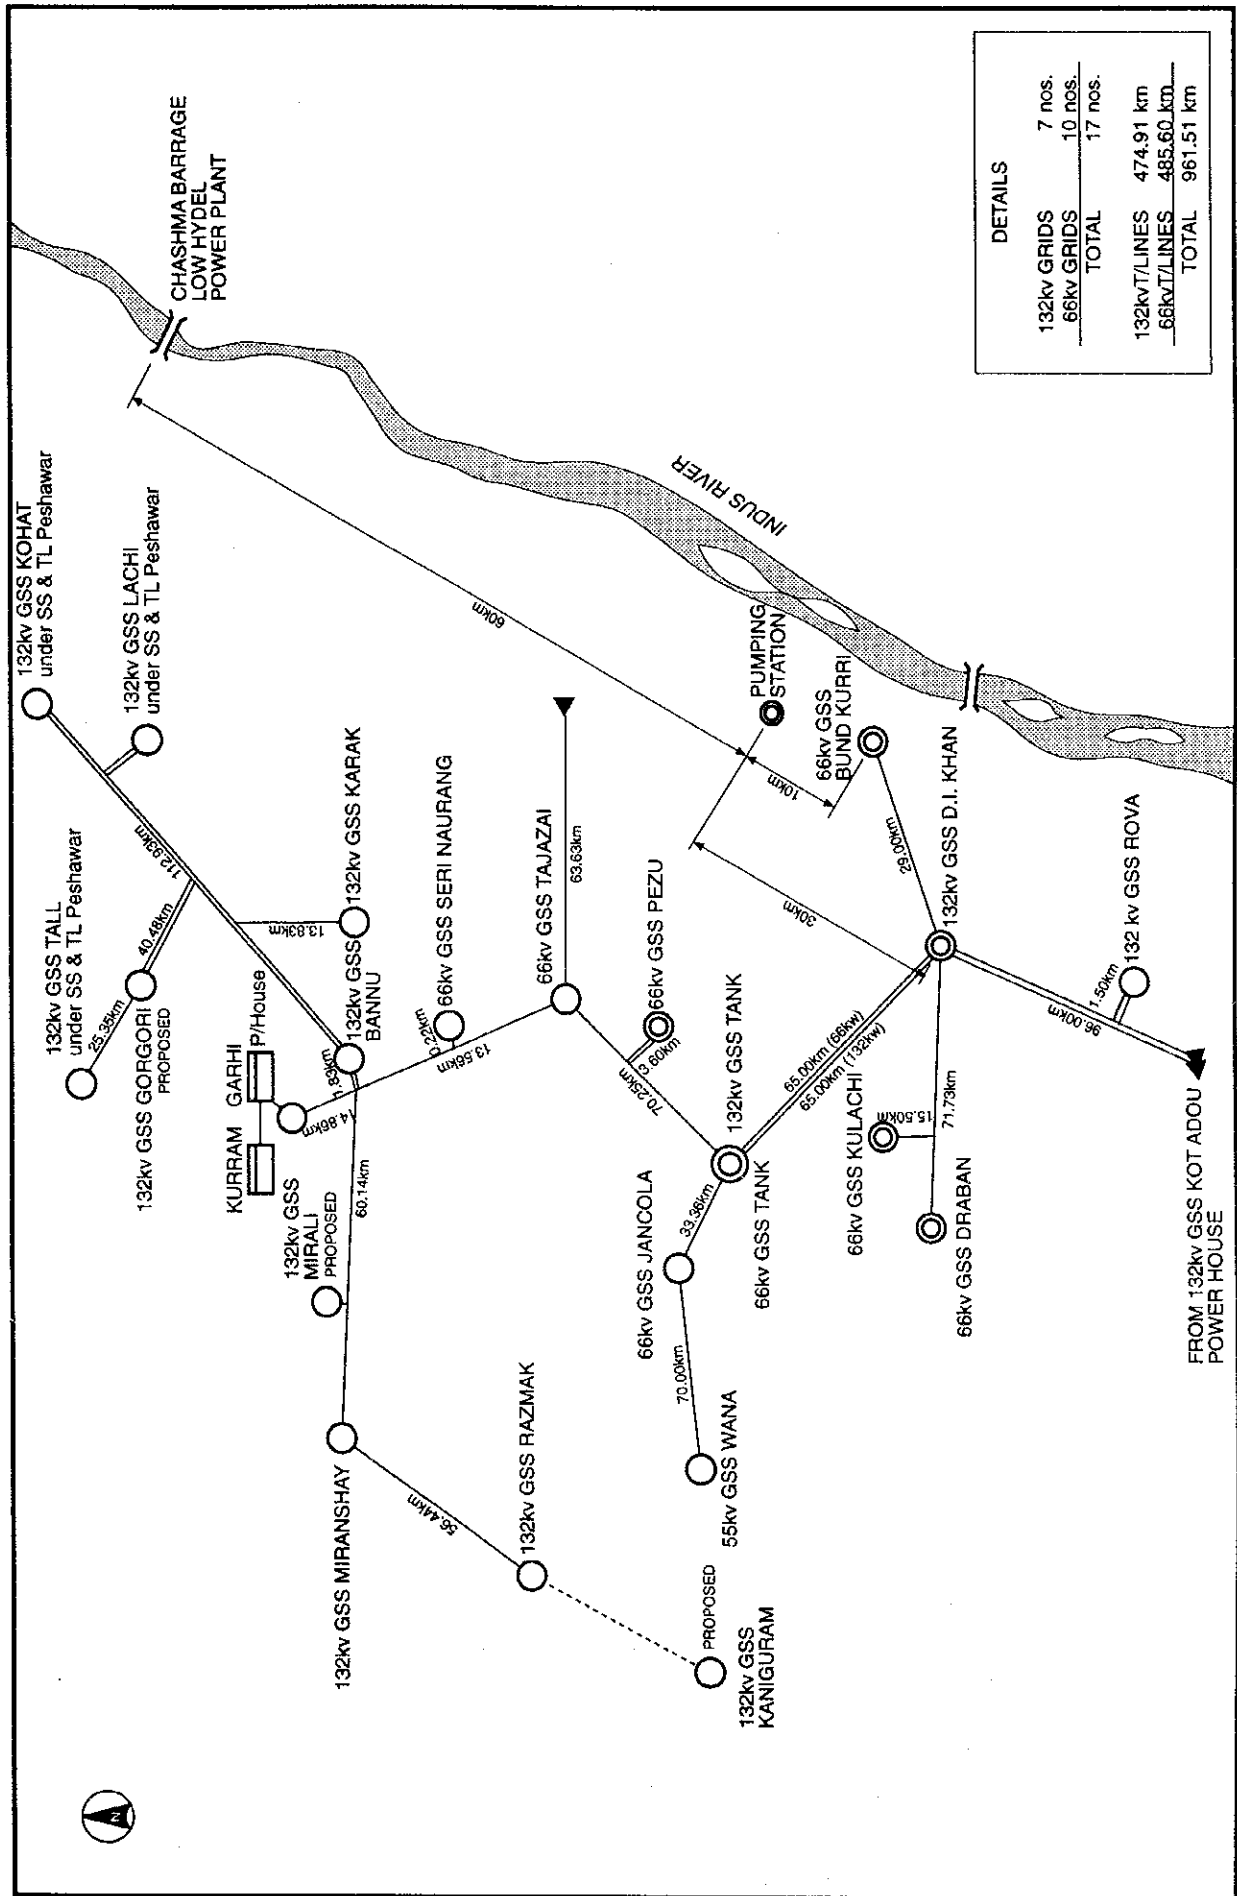 132kv GSS KOHAT
under SS & TL Peshawar
132kv GSS LACHI
under SS & TL Peshawar
CHASHMA BARRAGE
LOW HYDEL
POWER PLANT
132kv GSS TALL
under SS & TL Peshawar
25.35km
40.48km
112.93km
132kv GSS GORGORI
PROPOSED
13.83km
132kv GSS KARAK
KURRAM GARHI P/House
132kv GSS
BANNU
14.86km
132kv GSS
MIRALI
PROPOSED
60.14km
132kv GSS MIRANSHAY
66kv GSS SERI NAURANG
13.56km
56.44km
132kv GSS RAZMAK
66kv GSS TAJAZAI
63.63km
60km
INDUS RIVER
66kv GSS PEZU
3.60km
70.25km
PROPOSED
132kv GSS
KANIGURAM
70.00km
55kv GSS WANA
66kv GSS JANCOLA
33.36km
132kv GSS TANK
66kv GSS TANK
65.00km (66kw)
65.00km (132kw)
30km
10km
PUMPING
STATION
66kv GSS
BUND KURRI
29.00km
132kv GSS D.I. KHAN
66kv GSS KULACHI
15.50km
71.73km
66kv GSS DRABAN
132 kv GSS ROVA
1.50km
96.00km
FROM 132kv GSS KOT ADOU
POWER HOUSE
N
DETAILS
132kv GRIDS 7 nos.
66kv GRIDS 10 nos.
TOTAL 17 nos.
132kvT/LINES 474.91 km
66kvT/LINES 485.60 km
TOTAL 961.51 km